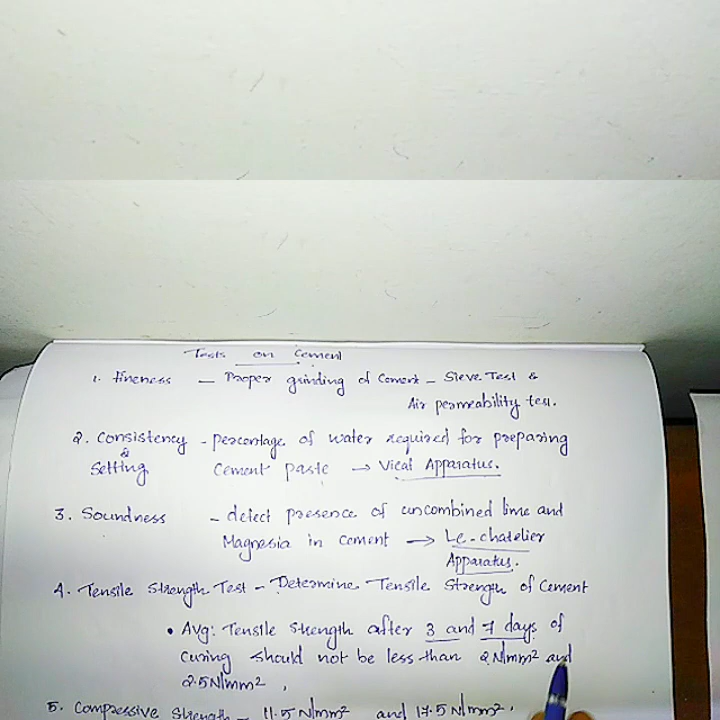 Tests on Cement
1. fineness – Proper grinding of Cement – Sieve Test &
Air permeability test.
2. Consistency - percentage of water required for preparing
&
Setting Cement paste → Vicat Apparatus.
3. Soundness - detect presence of uncombined lime and
Magnesia in cement → Le-chatelier
Apparatus.
4. Tensile Strength Test – Determine Tensile Strength of Cement
• Avg: Tensile Strength after 3 and 7 days of
Curing should not be less than 2 N/mm² and
2.5 N/mm²,
5. Compressive Strength – 11.5 N/mm² and 17.5 N/mm².